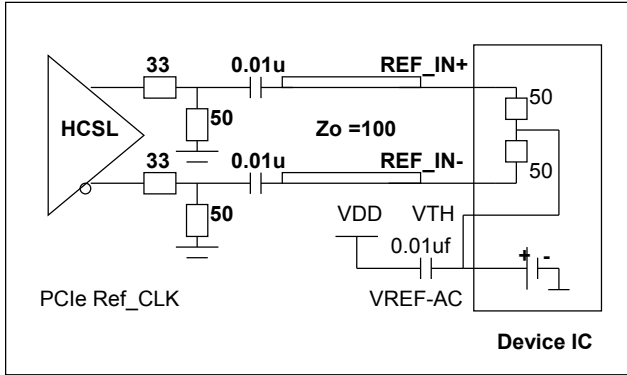 33 0.01u REF_IN+
50
HCSL 50 Zo =100
33 0.01u REF_IN- 50
50 VDD VTH
0.01uf + -
PCIe Ref_CLK VREF-AC
Device IC